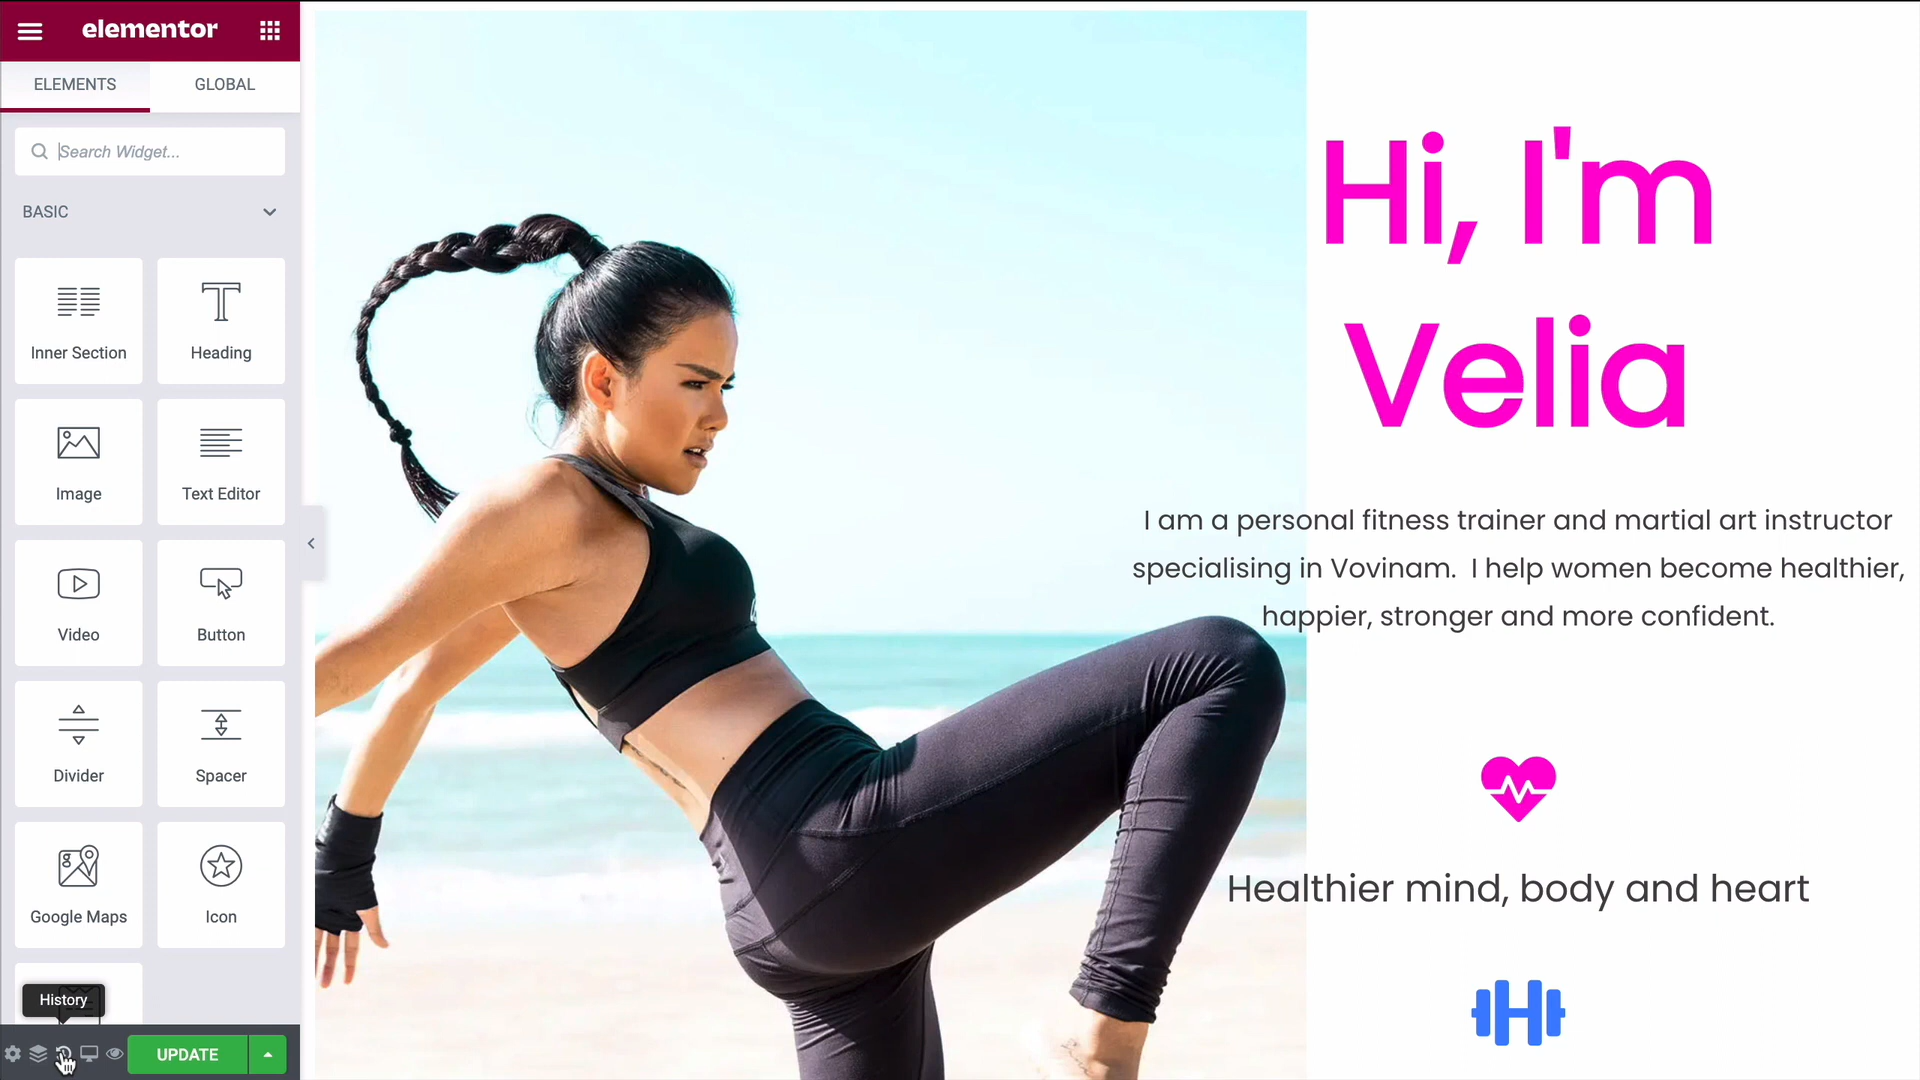 elementor
ELEMENTS
GLOBAL
Search Widget...
BASIC
Inner Section
Heading
Image
Text Editor
Video
Button
Divider
Spacer
Google Maps
Icon
History
UPDATE
Hi, I'm
Velia
I am a personal fitness trainer and martial art instructor
specialising in Vovinam.  I help women become healthier,
happier, stronger and more confident.
Healthier mind, body and heart